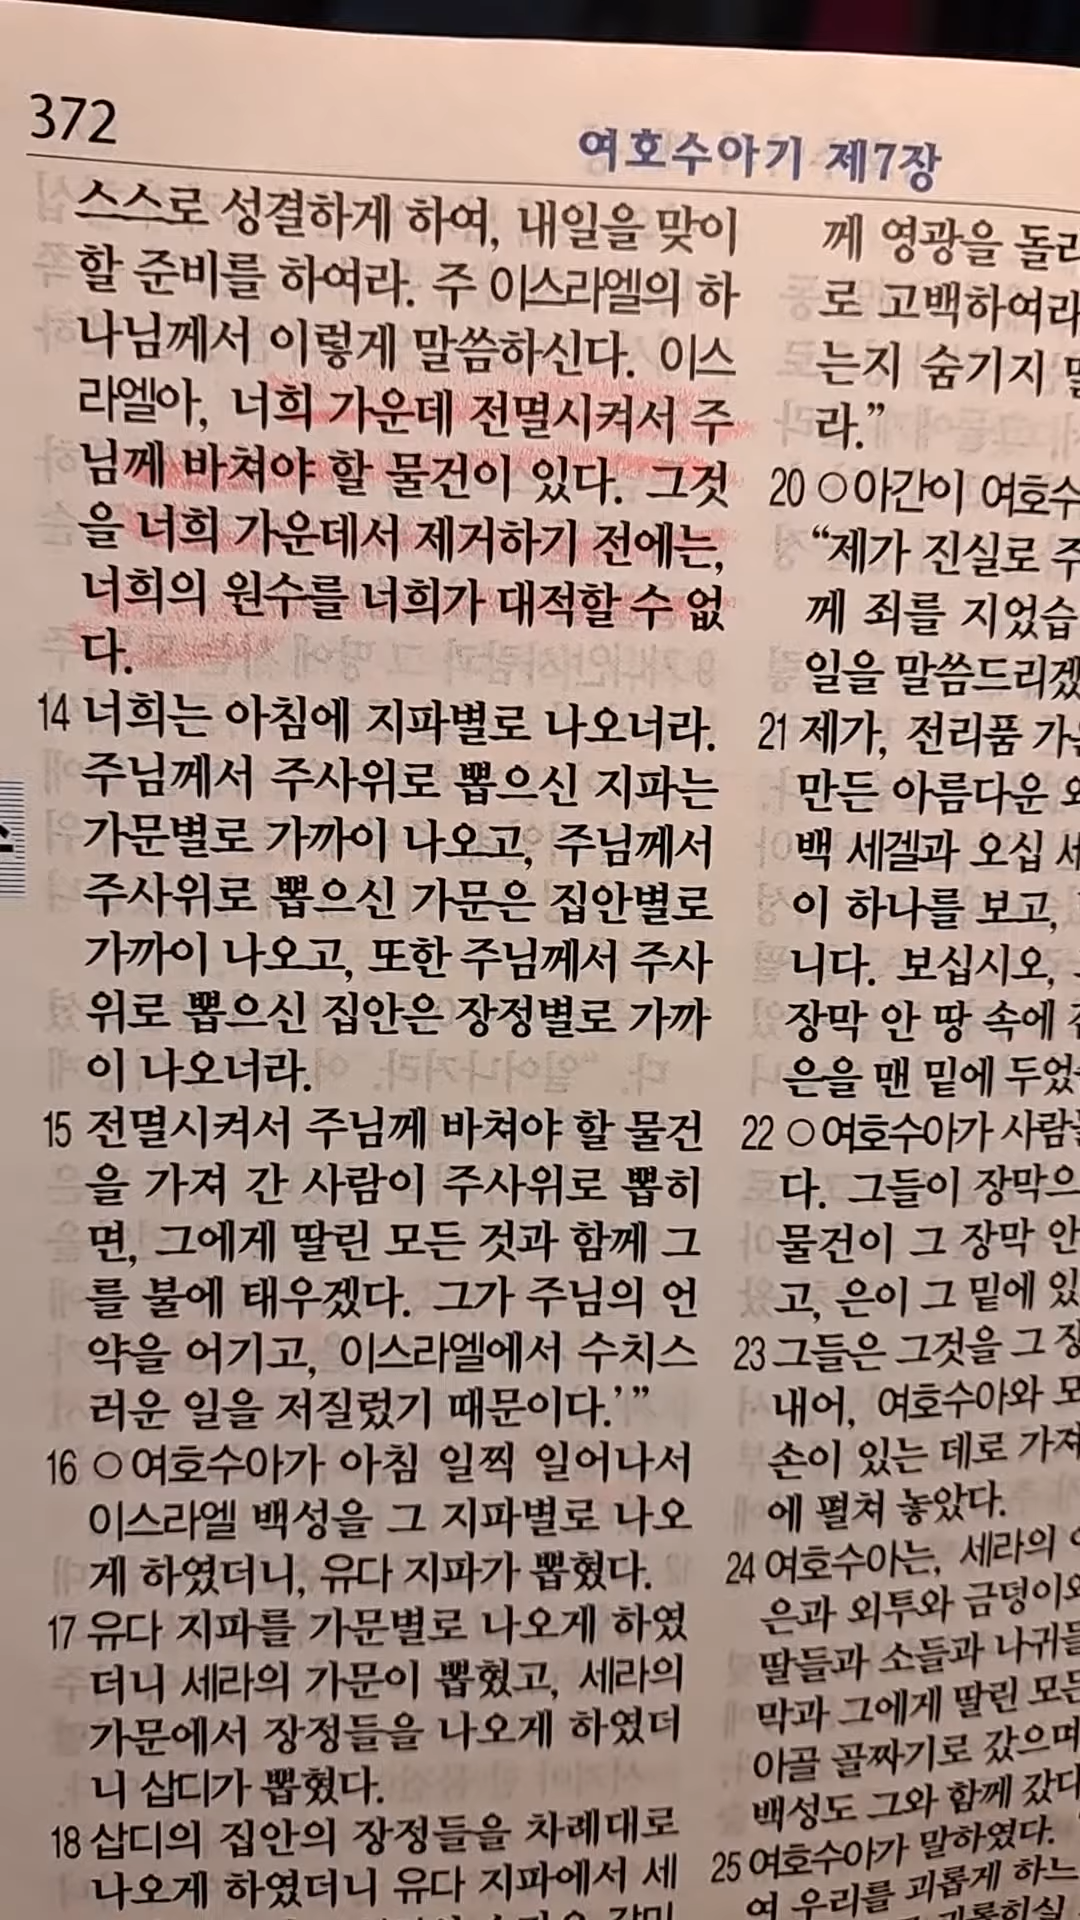 372
여호수아기 제7장
스스로 성결하게 하여, 내일을 맞이
할 준비를 하여라. 주 이스라엘의 하
나님께서 이렇게 말씀하신다. 이스
라엘아, 너희 가운데 전멸시켜서 주
님께 바쳐야 할 물건이 있다. 그것
을 너희 가운데서 제거하기 전에는,
너희의 원수를 너희가 대적할 수 없
다.
14 너희는 아침에 지파별로 나오너라.
주님께서 주사위로 뽑으신 지파는
가문별로 가까이 나오고, 주님께서
주사위로 뽑으신 가문은 집안별로
가까이 나오고, 또한 주님께서 주사
위로 뽑으신 집안은 장정별로 가까
이 나오너라.
15 전멸시켜서 주님께 바쳐야 할 물건
을 가져 간 사람이 주사위로 뽑히
면, 그에게 딸린 모든 것과 함께 그
를 불에 태우겠다. 그가 주님의 언
약을 어기고, 이스라엘에서 수치스
러운 일을 저질렀기 때문이다.’”
16 ○여호수아가 아침 일찍 일어나서
이스라엘 백성을 그 지파별로 나오
게 하였더니, 유다 지파가 뽑혔다.
17 유다 지파를 가문별로 나오게 하였
더니 세라의 가문이 뽑혔고, 세라의
가문에서 장정들을 나오게 하였더
니 삽디가 뽑혔다.
18 삽디의 집안의 장정들을 차례대로
나오게 하였더니 유다 지파에서 세
께 영광을
로 고백하여라
는지 숨기지
라.”
20 ○아간이
“제가 진실로
께 죄를 지었습
일을 말씀드리겠
21 제가, 전리품
만든 아름다운
백 세겔과 오십
이 하나를 보고,
니다. 보십시오,
장막 안 땅 속에
은을 맨 밑에
22 ○여호수아가
다. 그들이
물건이 그 장막
고, 은이 그 밑에
23 그들은 그것을 그
내어, 여호수아와
손이 있는 데로
에 펼쳐 놓았다.
24 여호수아는, 세라의
은과 외투와
딸들과 소들과
막과 그에게 딸린
아골 골짜기로 갔으며
백성도 그와 함께
25 여호수아가 말하였다.
여 우리를 괴롭게